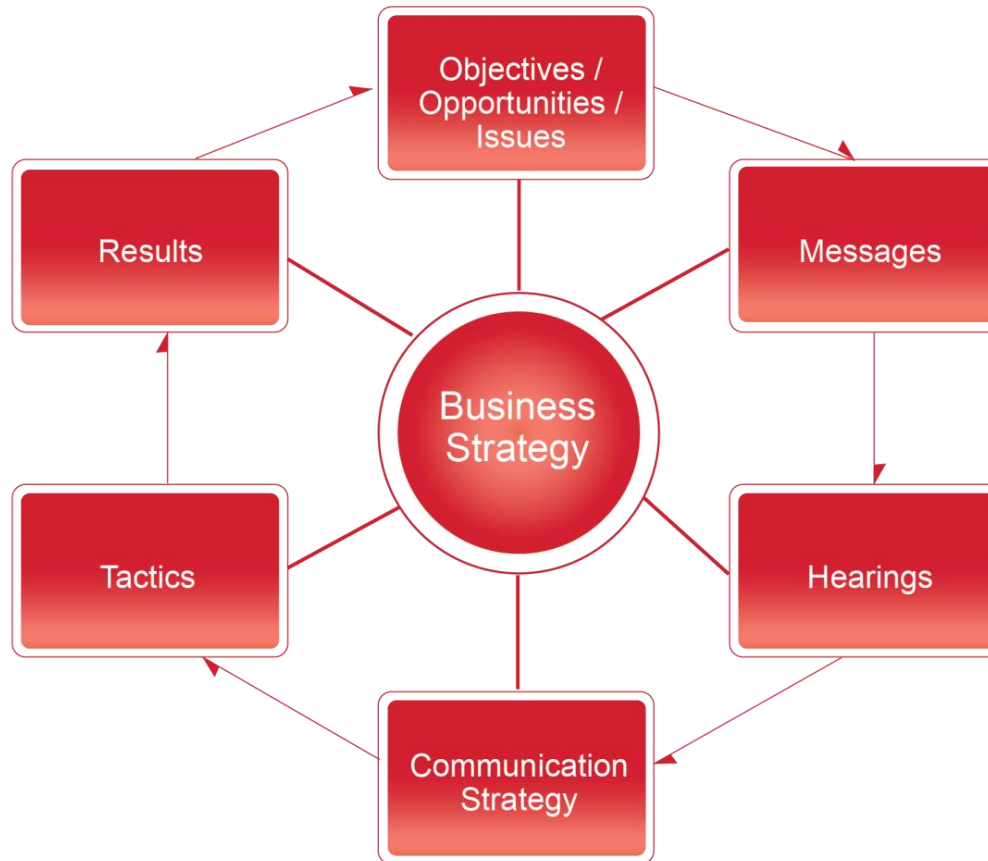 Objectives /
Opportunities /
Issues
Results
Messages
Business
Strategy
Tactics
Hearings
Communication
Strategy